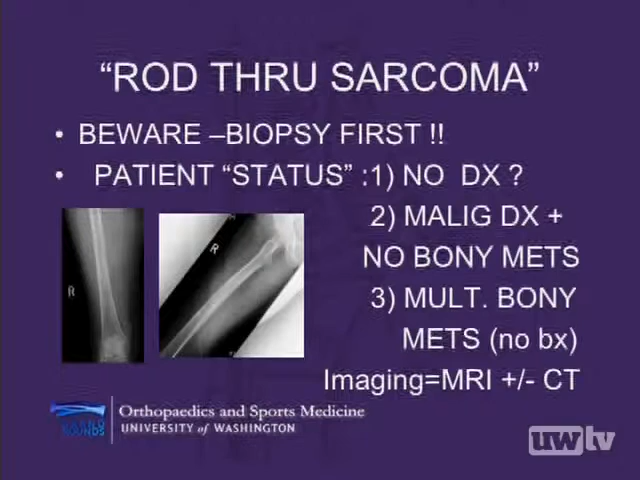 “ROD THRU SARCOMA”
• BEWARE –BIOPSY FIRST !!
• PATIENT “STATUS” :1) NO DX ?
2) MALIG DX +
NO BONY METS
3) MULT. BONY
METS (no bx)
Imaging=MRI +/- CT
R
R
Orthopaedics and Sports Medicine
UNIVERSITY of WASHINGTON
SOUNDS
uwtv